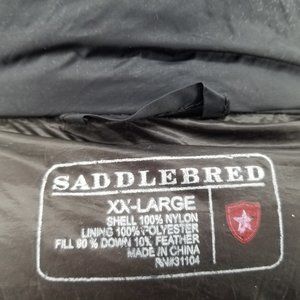 SADDLEBRED
XX-LARGE
SHELL 100% NYLON
LINING 100% POLYESTER
FILL 90 % DOWN 10% FEATHER
MADE IN CHINA
RN#31104